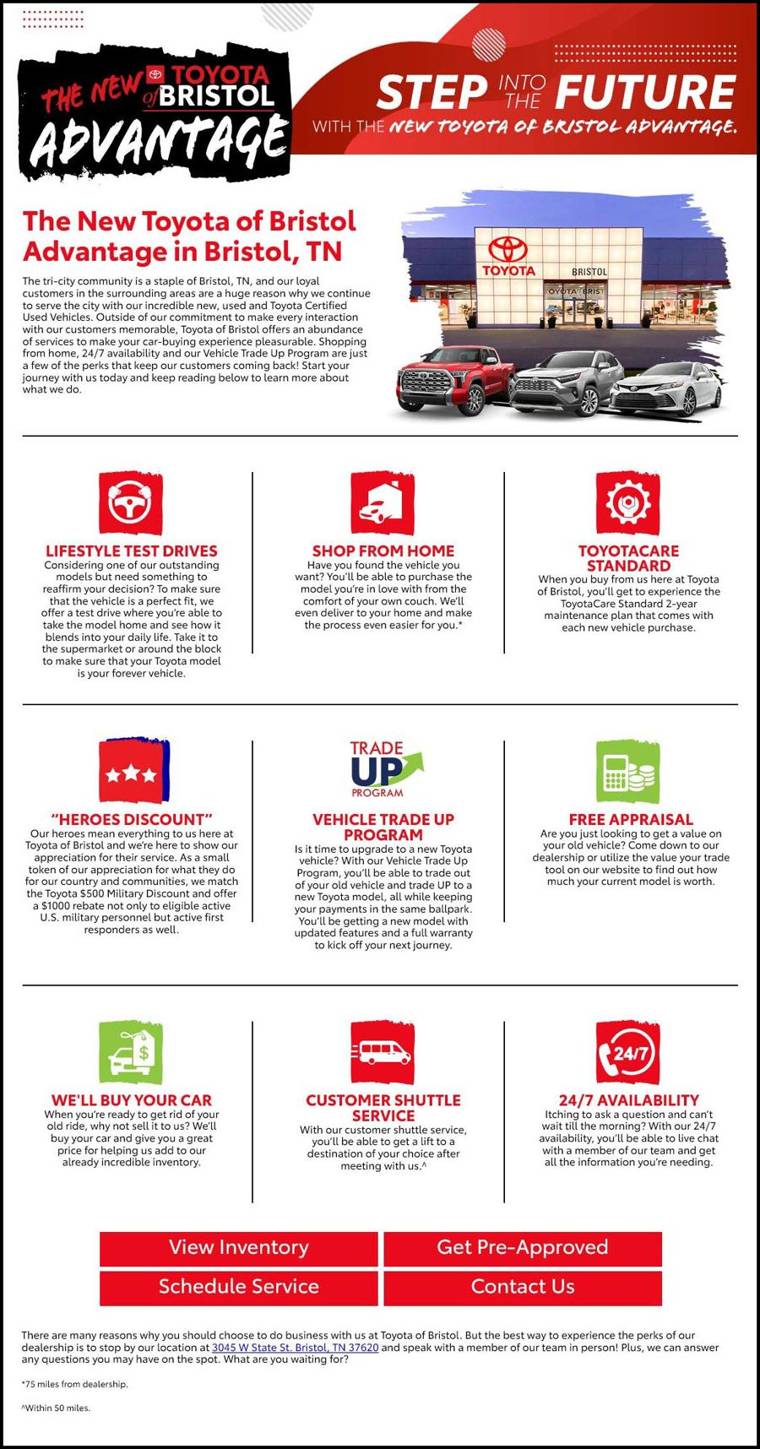 THE NEW TOYOTA
of BRISTOL
ADVANTAGE
STEP INTO THE FUTURE
WITH THE NEW TOYOTA OF BRISTOL ADVANTAGE.
The New Toyota of Bristol
Advantage in Bristol, TN
The tri-city community is a staple of Bristol, TN, and our loyal
customers in the surrounding areas are a huge reason why we continue
to serve the city with our incredible new, used and Toyota Certified
Used Vehicles. Outside of our commitment to make every interaction
with our customers memorable, Toyota of Bristol offers an abundance
of services to make your car-buying experience pleasurable. Shopping
from home, 24/7 availability and our Vehicle Trade Up Program are just
a few of the perks that keep our customers coming back! Start your
journey with us today and keep reading below to learn more about
what we do.
TOYOTA
BRISTOL
LIFESTYLE TEST DRIVES
Considering one of our outstanding
models but need something to
reaffirm your decision? To make sure
that the vehicle is a perfect fit, we
offer a test drive where you're able to
take the model home and see how it
blends into your daily life. Take it to
the supermarket or around the block
to make sure that your Toyota model
is your forever vehicle.
SHOP FROM HOME
Have you found the vehicle you
want? You'll be able to purchase the
model you're in love with from the
comfort of your own couch. We'll
even deliver to your home and make
the process even easier for you.*
TOYOTACARE
STANDARD
When you buy from us here at Toyota
of Bristol, you'll get to experience the
ToyotaCare Standard 2-year
maintenance plan that comes with
each new vehicle purchase.
"HEROES DISCOUNT"
Our heroes mean everything to us here at
Toyota of Bristol and we're here to show our
appreciation for their service. As a small
token of our appreciation for what they do
for our country and communities, we match
the Toyota $500 Military Discount and offer
a $1000 rebate not only to eligible active
U.S. military personnel but active first
responders as well.
TRADE
UP
PROGRAM
VEHICLE TRADE UP
PROGRAM
Is it time to upgrade to a new Toyota
vehicle? With our Vehicle Trade Up
Program, you'll be able to trade out
of your old vehicle and trade UP to a
new Toyota model, all while keeping
your payments in the same ballpark.
You'll be getting a new model with
updated features and a full warranty
to kick off your next journey.
FREE APPRAISAL
Are you just looking to get a value on
your old vehicle? Come down to our
dealership or utilize the value your trade
tool on our website to find out how
much your current model is worth.
$
WE'LL BUY YOUR CAR
When you're ready to get rid of your
old ride, why not sell it to us? We'll
buy your car and give you a great
price for helping us add to our
already incredible inventory.
CUSTOMER SHUTTLE
SERVICE
With our customer shuttle service,
you'll be able to get a lift to a
destination of your choice after
meeting with us.^
24/7
24/7 AVAILABILITY
Itching to ask a question and can't
wait till the morning? With our 24/7
availability, you'll be able to live chat
with a member of our team and get
all the information you're needing.
View Inventory
Get Pre-Approved
Schedule Service
Contact Us
There are many reasons why you should choose to do business with us at Toyota of Bristol. But the best way to experience the perks of our
dealership is to stop by our location at 3045 W State St. Bristol, TN 37620 and speak with a member of our team in person! Plus, we can answer
any questions you may have on the spot. What are you waiting for?
*75 miles from dealership.
^Within 50 miles.